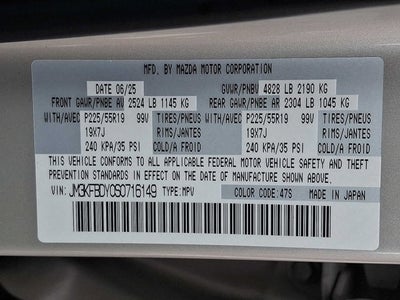 MFD. BY MAZDA MOTOR CORPORATION
DATE 06/25 GVWR/PNBV 4828 LB 2190 KG
FRONT GAWR/PNBE AV 2524 LB 1145 KG REAR GAWR/PNBE AR 2304 LB 1045 KG
WITH/AVEC P225/55R19 99V TIRES/PNEUS WITH/AVEC P225/55R19 99V TIRES/PNEUS
19X7J RIMS/JANTES 19X7J RIMS/JANTES
240 KPA/35 PSI COLD/A FROID 240 KPA/35 PSI COLD/A FROID
THIS VEHICLE CONFORMS TO ALL APPLICABLE FEDERAL MOTOR VEHICLE SAFETY AND THEFT
PREVENTION STANDARDS IN EFFECT ON THE DATE OF MANUFACTURE SHOWN ABOVE.
VIN: JM3KFBDY0S0716149 TYPE:MPV COLOR CODE:47S MADE IN JAPAN